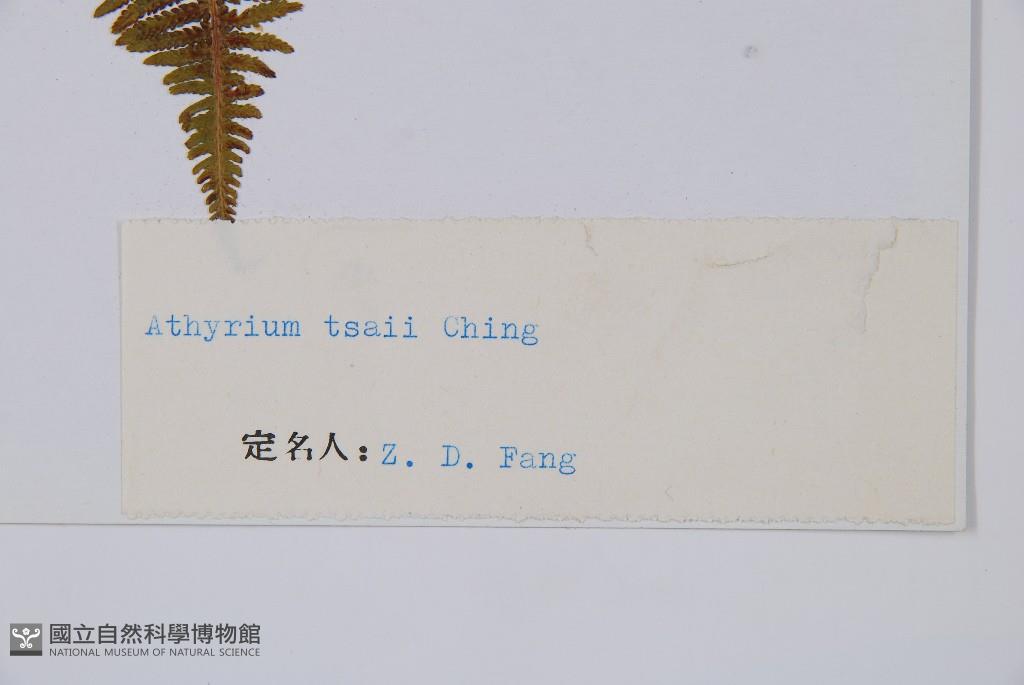 Athyrium tsaii Ching
定名人：Z. D. Fang
國立自然科學博物館
NATIONAL MUSEUM OF NATURAL SCIENCE